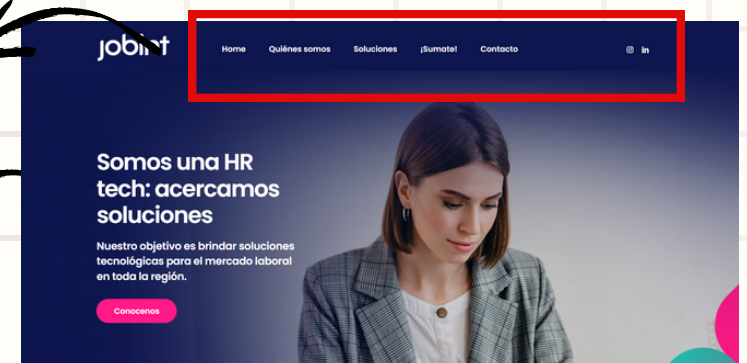 jobint
Home Quiénes somos Soluciones ¡Sumate! Contacto in
Somos una HR
tech: acercamos
soluciones
Nuestro objetivo es brindar soluciones
tecnológicas para el mercado laboral
en toda la región.
Conocenos